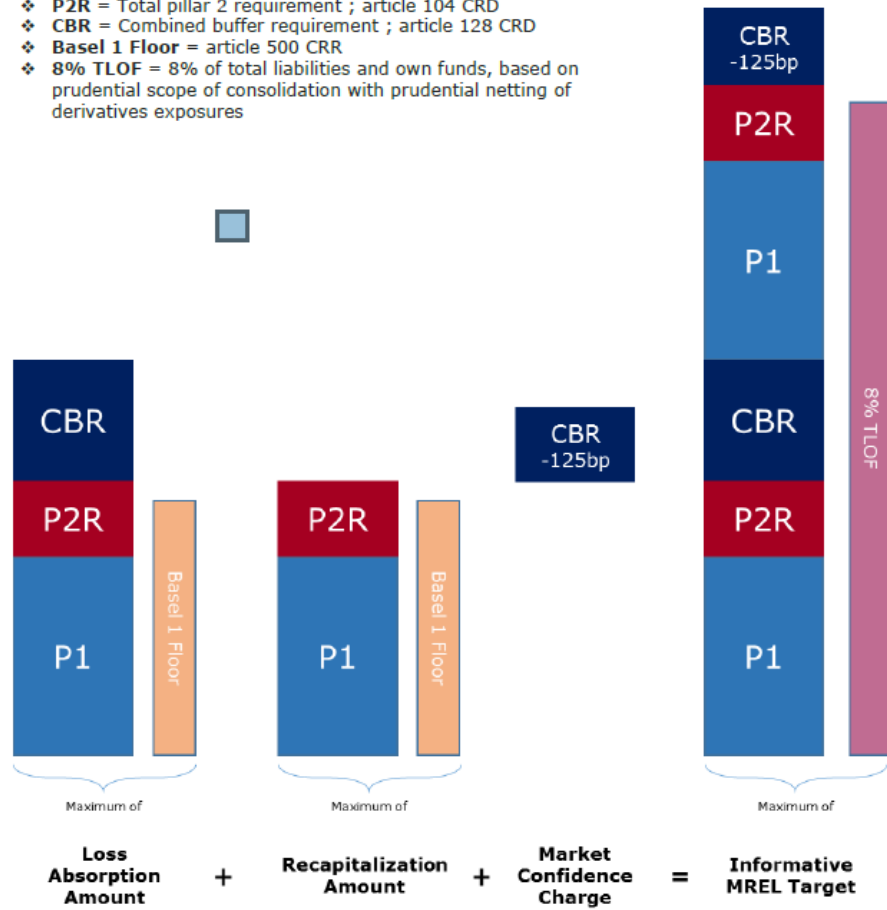 ❖ P2R = Total pillar 2 requirement ; article 104 CRD
❖ CBR = Combined buffer requirement ; article 128 CRD
❖ Basel 1 Floor = article 500 CRR
❖ 8% TLOF = 8% of total liabilities and own funds, based on
prudential scope of consolidation with prudential netting of
derivatives exposures
CBR
-125bp
P2R
P1
CBR
P2R
P1
8% TLOF
CBR
P2R
P1
Basel 1 Floor
P2R
P1
Basel 1 Floor
CBR
-125bp
Maximum of
Maximum of
Maximum of
Loss
Absorption
Amount
+
Recapitalization
Amount
+
Market
Confidence
Charge
=
Informative
MREL Target